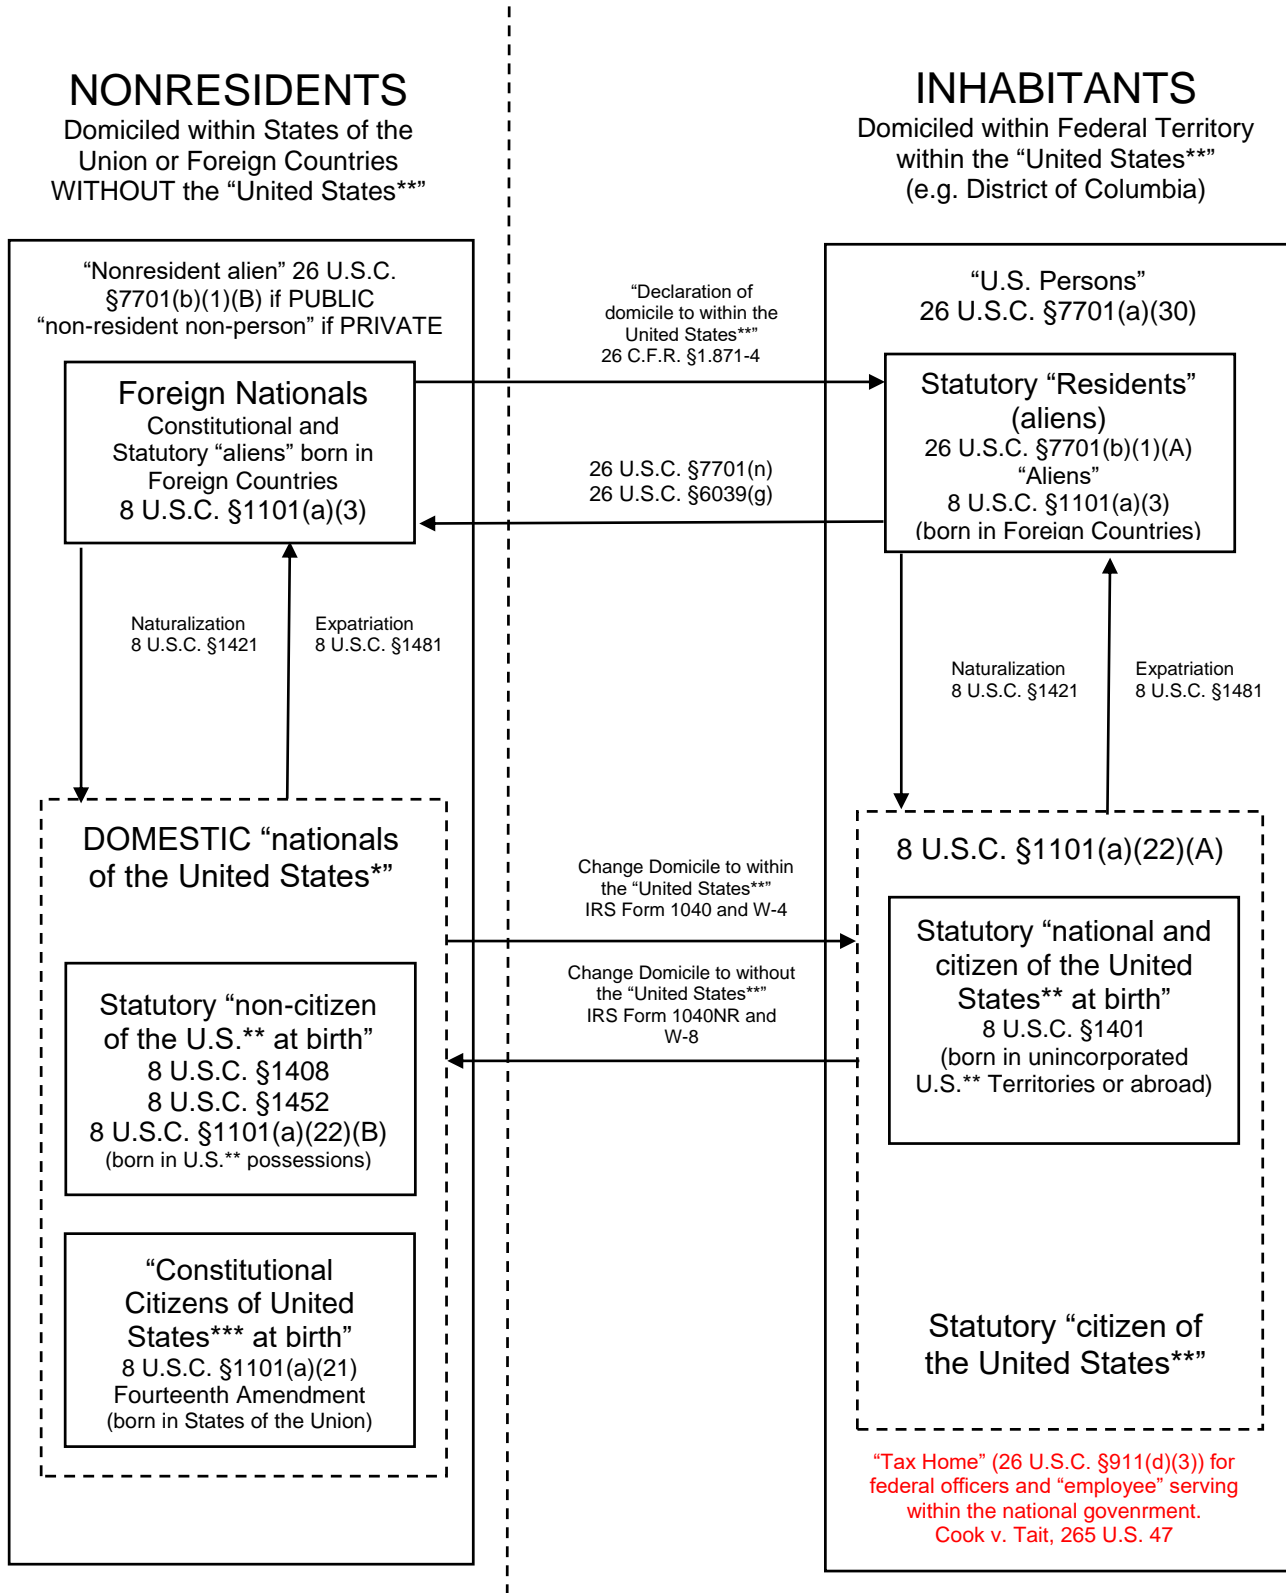 NONRESIDENTS
Domiciled within States of the
Union or Foreign Countries
WITHOUT the “United States**”
INHABITANTS
Domiciled within Federal Territory
within the “United States**”
(e.g. District of Columbia)
“Nonresident alien” 26 U.S.C.
§7701(b)(1)(B) if PUBLIC
“non-resident non-person” if PRIVATE
Foreign Nationals
Constitutional and
Statutory “aliens” born in
Foreign Countries
8 U.S.C. §1101(a)(3)
“Declaration of
domicile to within the
United States**”
26 C.F.R. §1.871-4
26 U.S.C. §7701(n)
26 U.S.C. §6039(g)
“U.S. Persons”
26 U.S.C. §7701(a)(30)
Statutory “Residents”
(aliens)
26 U.S.C. §7701(b)(1)(A)
“Aliens”
8 U.S.C. §1101(a)(3)
(born in Foreign Countries)
Naturalization
8 U.S.C. §1421
Expatriation
8 U.S.C. §1481
Naturalization
8 U.S.C. §1421
Expatriation
8 U.S.C. §1481
DOMESTIC “nationals
of the United States*”
Statutory “non-citizen
of the U.S.** at birth”
8 U.S.C. §1408
8 U.S.C. §1452
8 U.S.C. §1101(a)(22)(B)
(born in U.S.** possessions)
“Constitutional
Citizens of United
States*** at birth”
8 U.S.C. §1101(a)(21)
Fourteenth Amendment
(born in States of the Union)
Change Domicile to within
the “United States**”
IRS Form 1040 and W-4
Change Domicile to without
the “United States**”
IRS Form 1040NR and
W-8
8 U.S.C. §1101(a)(22)(A)
Statutory “national and
citizen of the United
States** at birth”
8 U.S.C. §1401
(born in unincorporated
U.S.** Territories or abroad)
Statutory “citizen of
the United States**”
“Tax Home” (26 U.S.C. §911(d)(3)) for
federal officers and “employee” serving
within the national govenrment.
Cook v. Tait, 265 U.S. 47